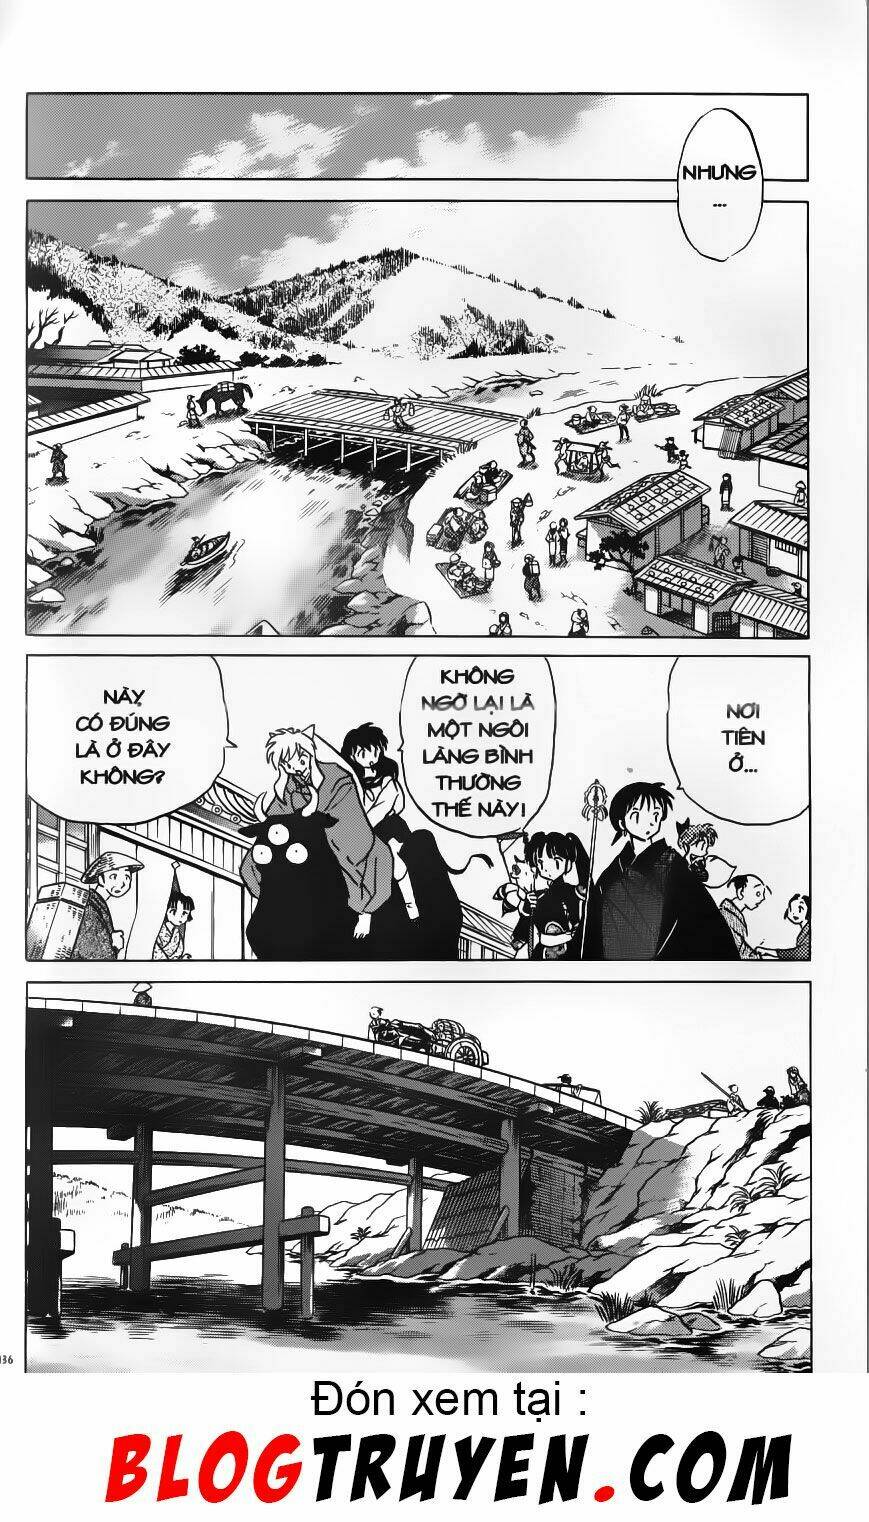 NHƯNG
...
NƠI
TIÊN
Ở...
KHÔNG
NGỜ LẠI LÀ
MỘT NGÔI
LÀNG BÌNH
THƯỜNG
THẾ NÀY!
NÀY,
CÓ ĐÚNG
LÀ Ở ĐÂY
KHÔNG?
136
Đón xem tại :
BLOGTRUYEN.COM